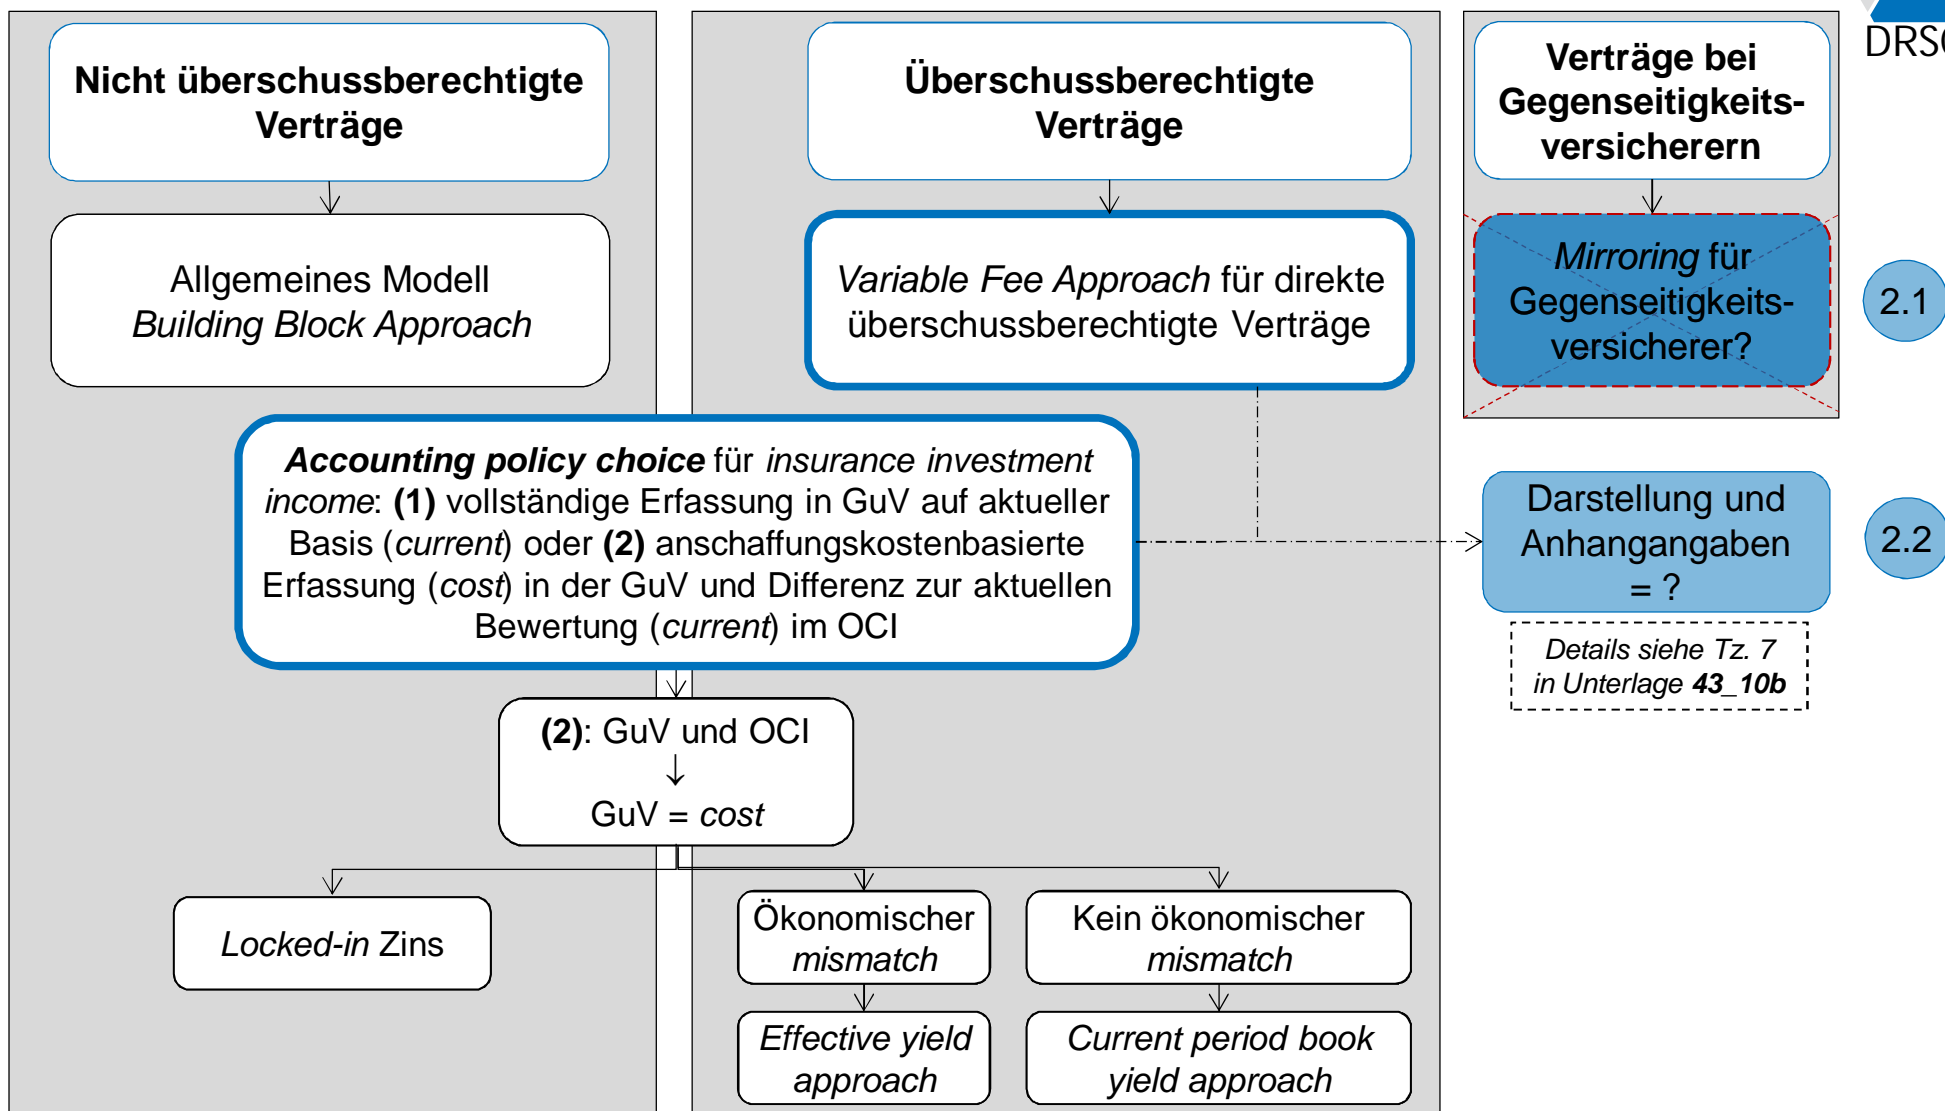 DRSC
Nicht überschussberechtigte
Verträge
Überschussberechtigte
Verträge
Verträge bei
Gegenseitigkeits-
versicherern
Allgemeines Modell
Building Block Approach
Variable Fee Approach für direkte
überschussberechtigte Verträge
Mirroring für
Gegenseitigkeits-
versicherer?
2.1
Accounting policy choice für insurance investment
income: (1) vollständige Erfassung in GuV auf aktueller
Basis (current) oder (2) anschaffungskostenbasierte
Erfassung (cost) in der GuV und Differenz zur aktuellen
Bewertung (current) im OCI
Darstellung und
Anhangangaben
= ?
2.2
Details siehe Tz. 7
in Unterlage 43_10b
(2): GuV und OCI
↓
GuV = cost
Locked-in Zins
Ökonomischer
mismatch
Kein ökonomischer
mismatch
Effective yield
approach
Current period book
yield approach